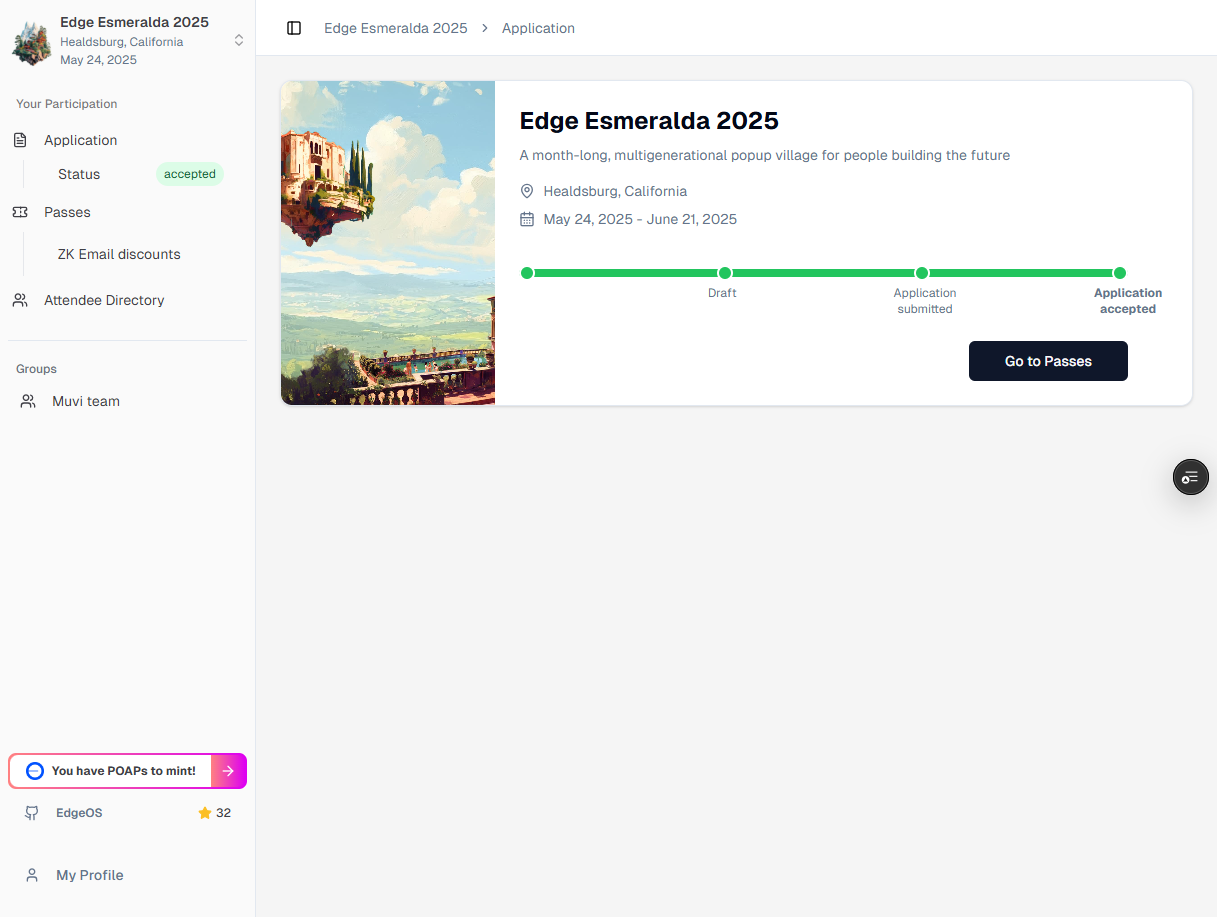 Edge Esmeralda 2025
Healdsburg, California
May 24, 2025
Your Participation
Application
Status
accepted
Passes
ZK Email discounts
Attendee Directory
Groups
Muvi team
You have POAPs to mint!
EdgeOS
32
My Profile
Edge Esmeralda 2025
Application
Edge Esmeralda 2025
A month-long, multigenerational popup village for people building the future
Healdsburg, California
May 24, 2025 - June 21, 2025
Draft
Application
submitted
Application
accepted
Go to Passes